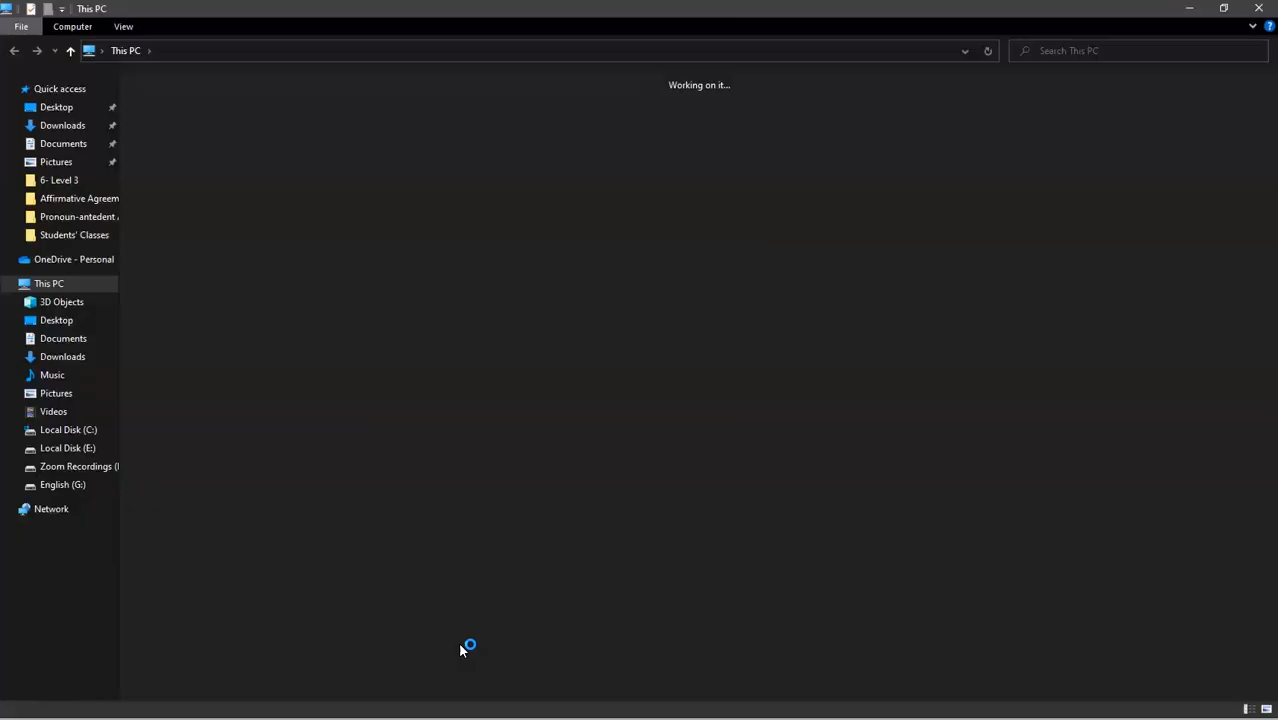 This PC
File
Computer
View
This PC
Search This PC
Working on it...
Quick access
Desktop
Downloads
Documents
Pictures
6- Level 3
Affirmative Agreem
Pronoun-antedent
Students' Classes
OneDrive - Personal
This PC
3D Objects
Desktop
Documents
Downloads
Music
Pictures
Videos
Local Disk (C:)
Local Disk (E:)
Zoom Recordings (
English (G:)
Network